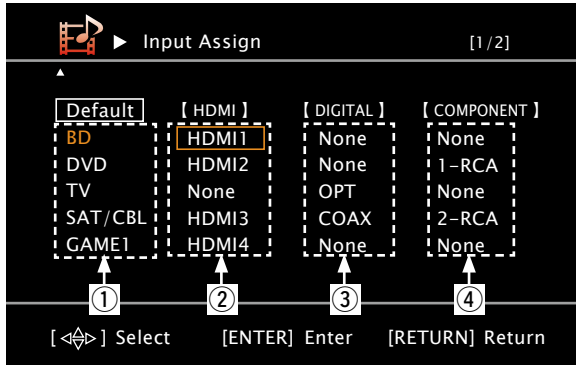 ▶ Input Assign [1/2]
Default 【 HDMI 】 【 DIGITAL 】 【 COMPONENT 】
BD HDMI1 None None
DVD HDMI2 None 1-RCA
TV None OPT None
SAT/CBL HDMI3 COAX 2-RCA
GAME1 HDMI4 None None
① ② ③ ④
[ ◁△▽▷ ] Select [ENTER] Enter [RETURN] Return